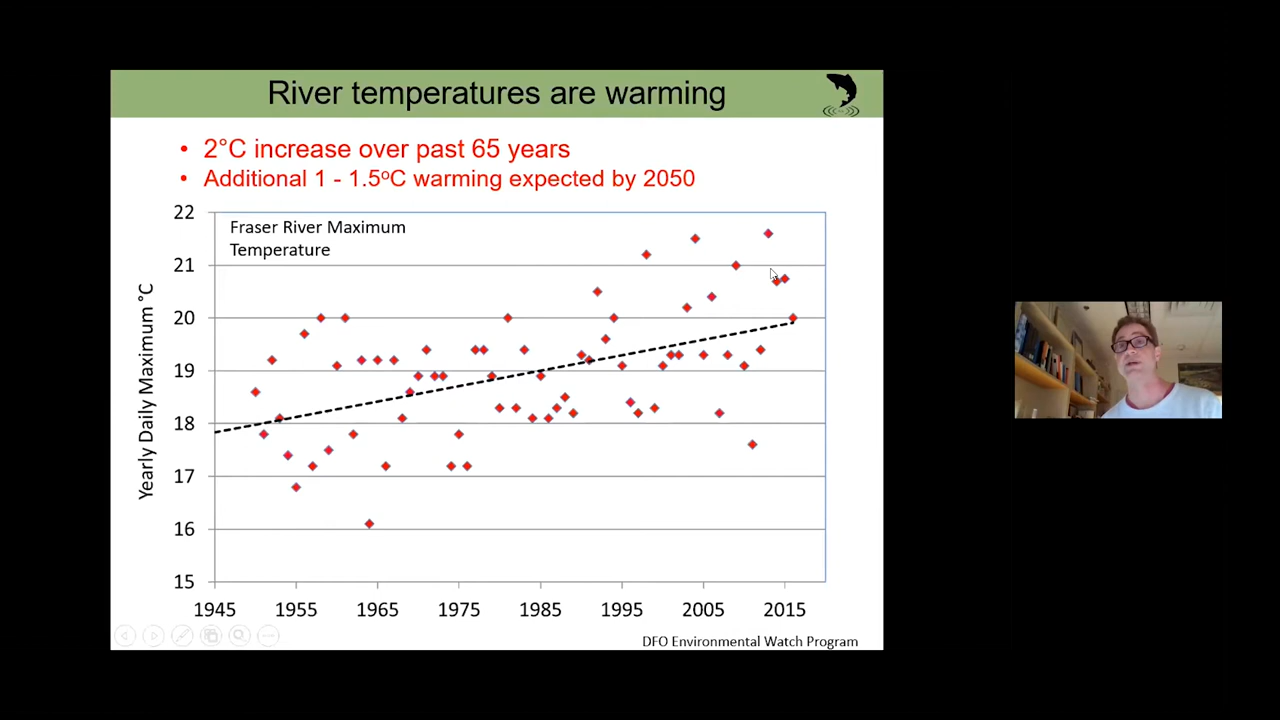 River temperatures are warming
• 2°C increase over past 65 years
• Additional 1 - 1.5°C warming expected by 2050
Fraser River Maximum
Temperature
Yearly Daily Maximum °C
22
21
20
19
18
17
16
15
1945 1955 1965 1975 1985 1995 2005 2015
DFO Environmental Watch Program